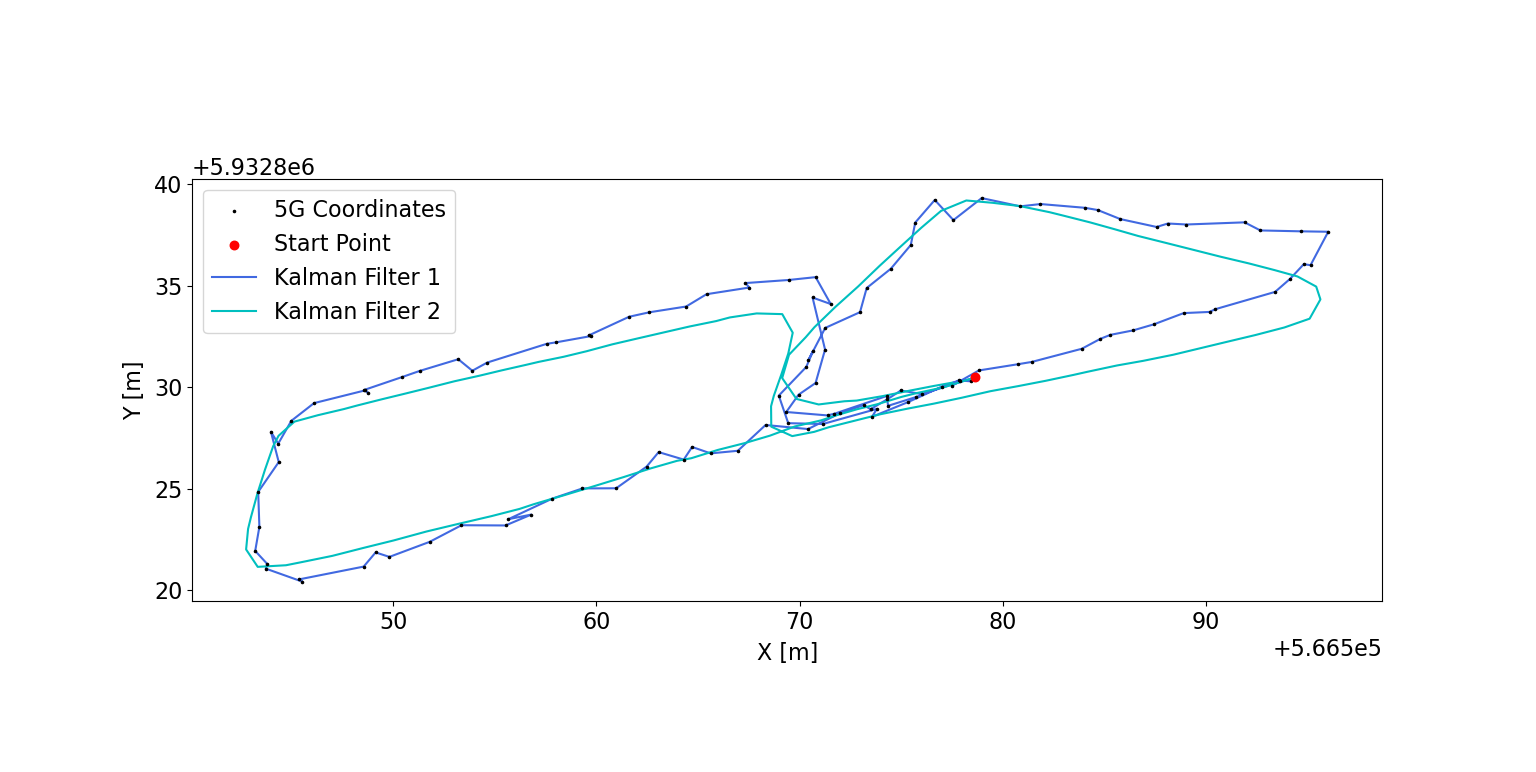 +5.9328e6
40
35
30
25
20
Y [m]
5G Coordinates
Start Point
Kalman Filter 1
Kalman Filter 2
50 60 70 80 90
X [m]
+5.665e5